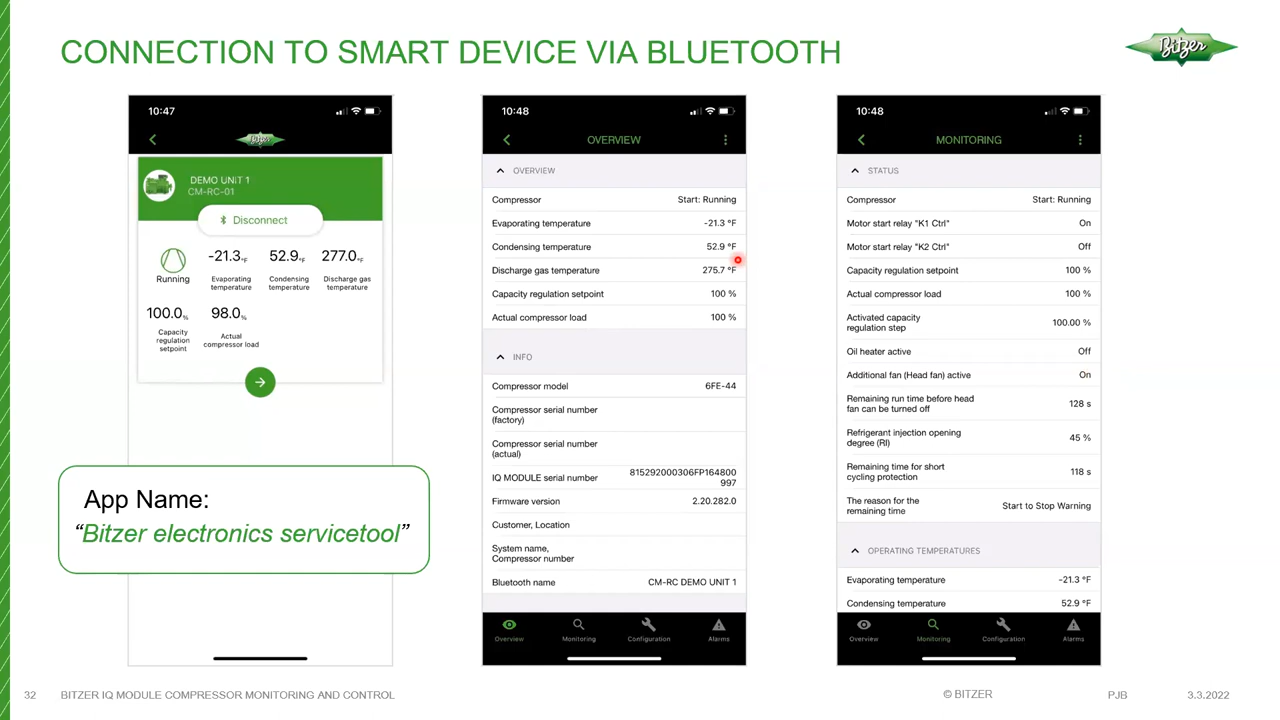 CONNECTION TO SMART DEVICE VIA BLUETOOTH
Bitzer
10:47
Bitzer
DEMO UNIT 1
CM-RC-01
Disconnect
Running
-21.3°F
Evaporating
temperature
52.9°F
Condensing
temperature
277.0°F
Discharge gas
temperature
100.0%
Capacity
regulation
setpoint
98.0%
Actual
compressor load
App Name:
“Bitzer electronics servicetool”
10:48
OVERVIEW
OVERVIEW
Compressor Start: Running
Evaporating temperature -21.3 °F
Condensing temperature 52.9 °F
Discharge gas temperature 275.7 °F
Capacity regulation setpoint 100 %
Actual compressor load 100 %
INFO
Compressor model 6FE-44
Compressor serial number
(factory)
Compressor serial number
(actual)
IQ MODULE serial number 815292000306FP164800
997
Firmware version 2.20.282.0
Customer, Location
System name,
Compressor number
Bluetooth name CM-RC DEMO UNIT 1
Overview Monitoring Configuration Alarms
10:48
MONITORING
STATUS
Compressor Start: Running
Motor start relay "K1 Ctrl" On
Motor start relay "K2 Ctrl" Off
Capacity regulation setpoint 100 %
Actual compressor load 100 %
Activated capacity
regulation step 100.00 %
Oil heater active Off
Additional fan (Head fan) active On
Remaining run time before head
fan can be turned off 128 s
Refrigerant injection opening
degree (RI) 45 %
Remaining time for short
cycling protection 118 s
The reason for the
remaining time Start to Stop Warning
OPERATING TEMPERATURES
Evaporating temperature -21.3 °F
Condensing temperature 52.9 °F
Overview Monitoring Configuration Alarms
32 BITZER IQ MODULE COMPRESSOR MONITORING AND CONTROL © BITZER PJB 3.3.2022